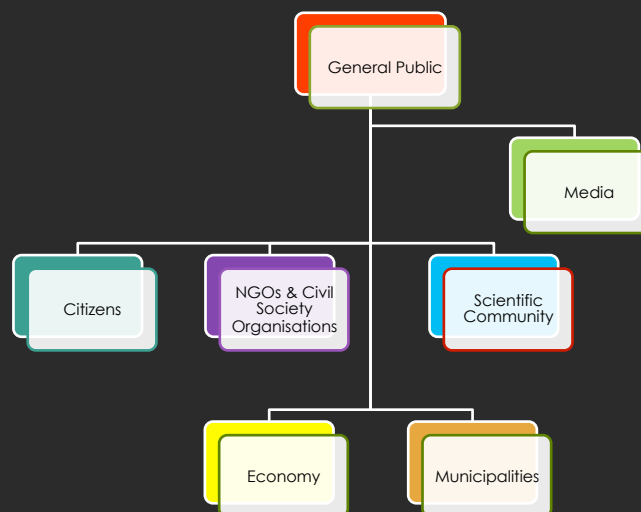 General Public
Media
Citizens
NGOs & Civil
Society
Organisations
Scientific
Community
Economy
Municipalities